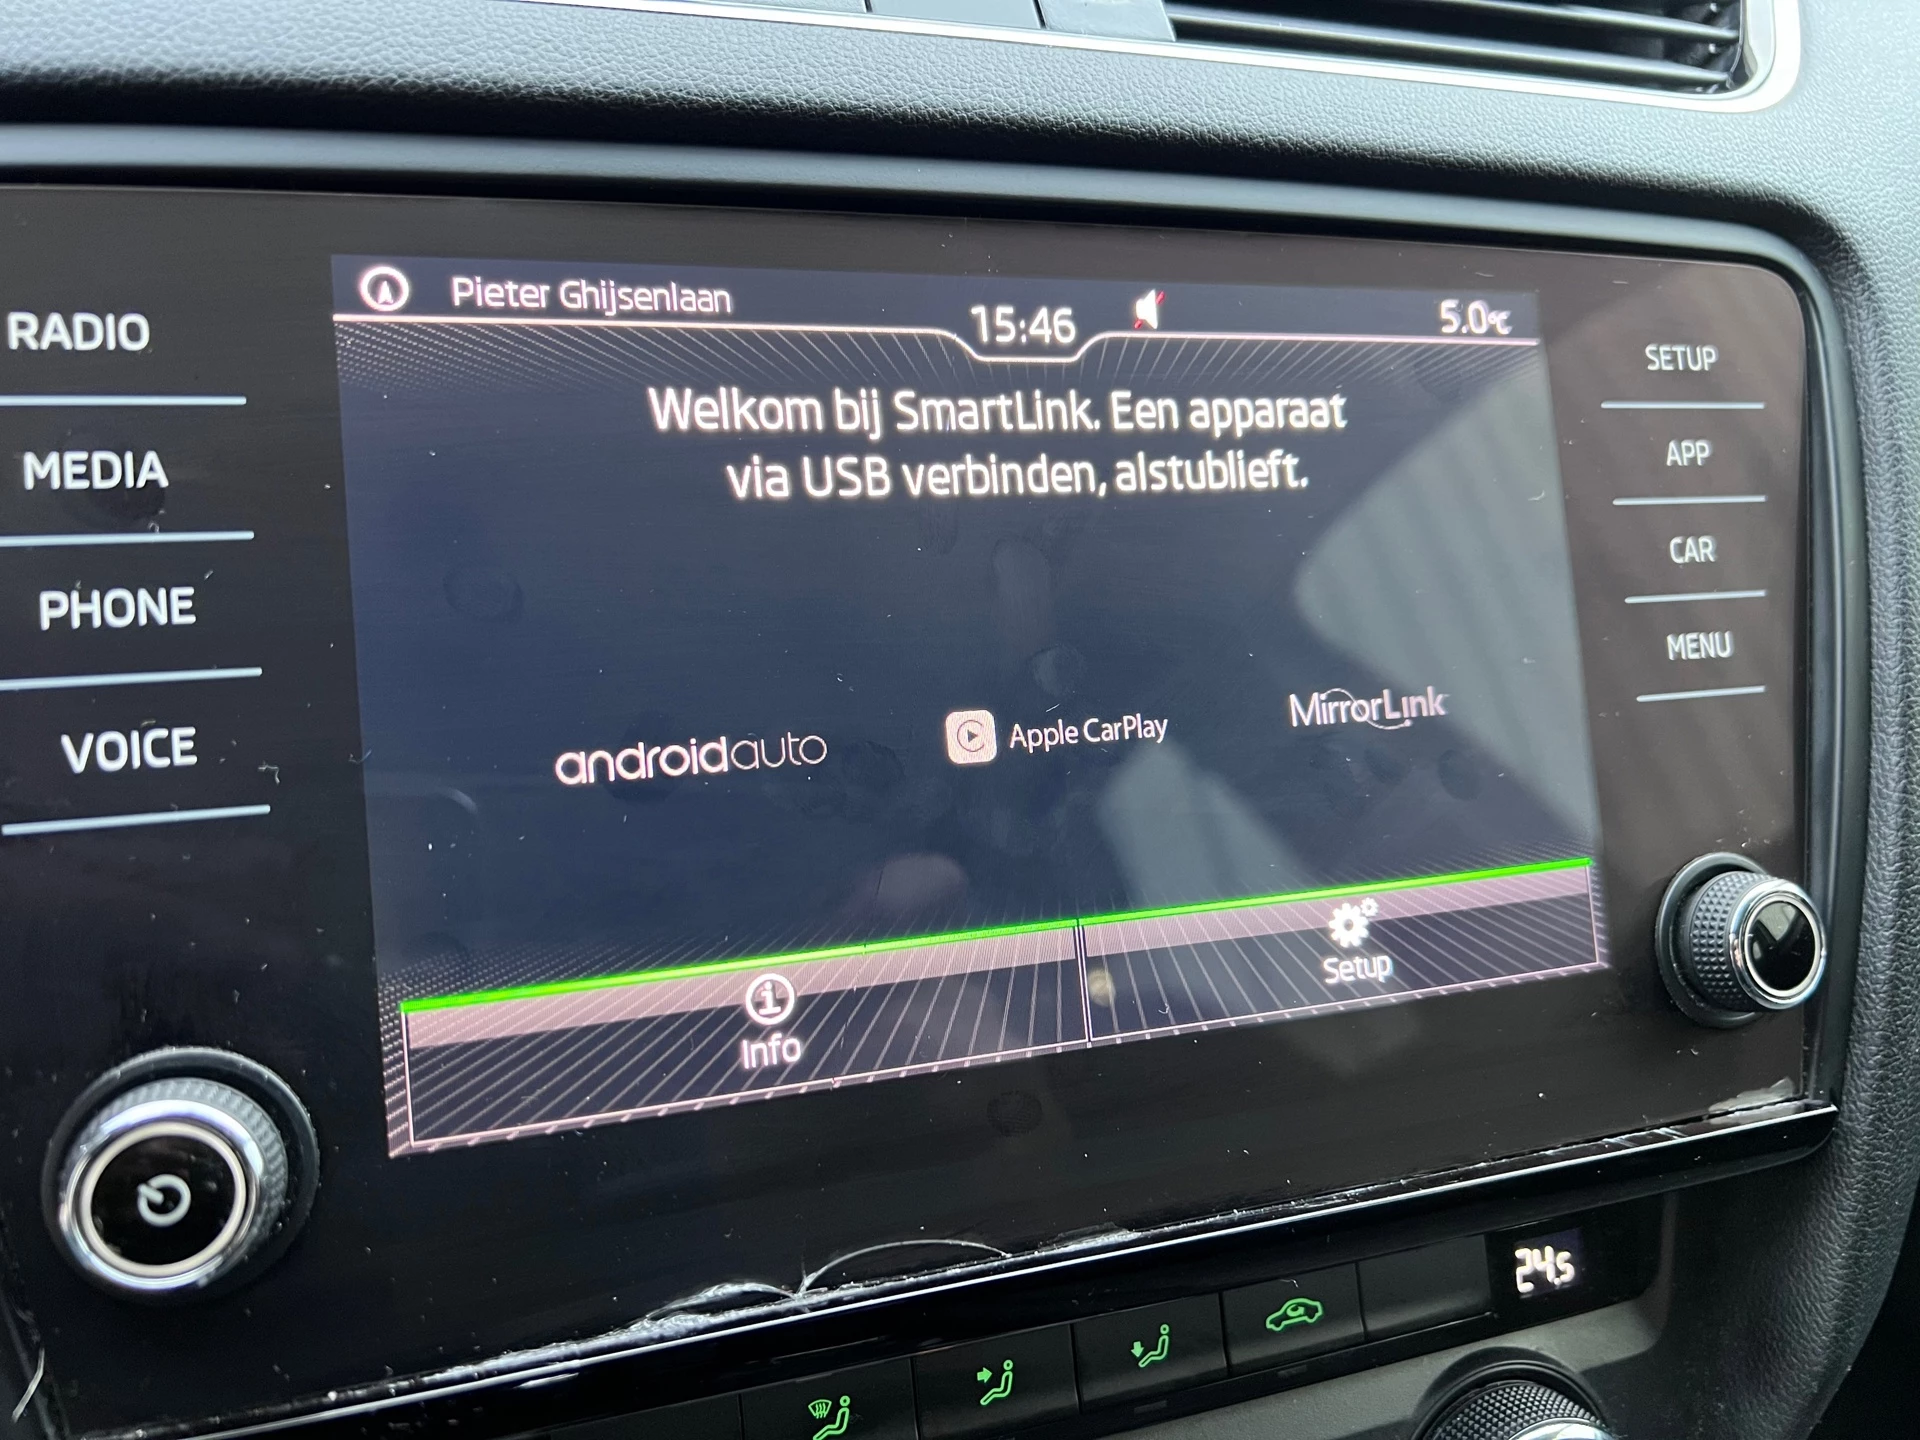 Pieter Ghijsenlaan
15:46
5.0°C
RADIO
MEDIA
PHONE
VOICE
Welkom bij SmartLink. Een apparaat
via USB verbinden, alstublieft.
androidauto
Apple CarPlay
MirrorLink
Info
Setup
SETUP
APP
CAR
MENU
24.5